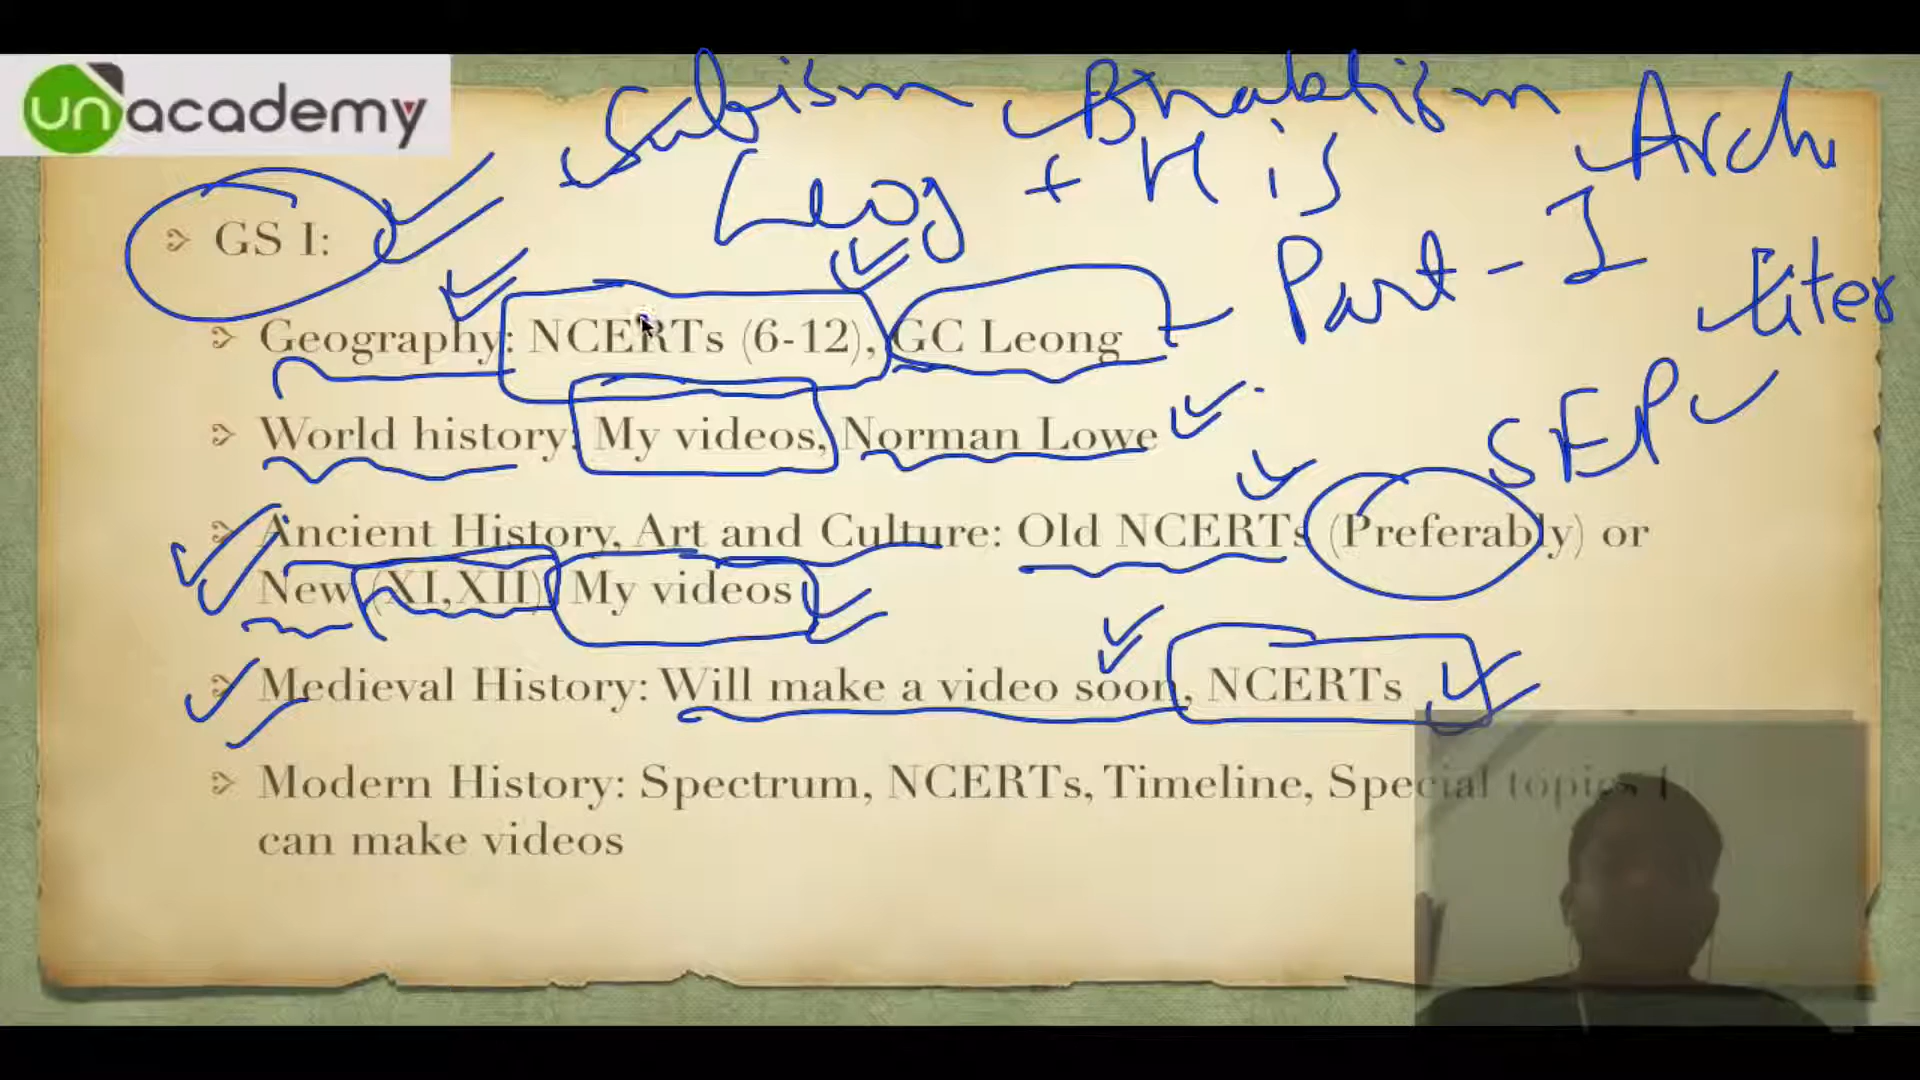 unacademy
Sufism Bhaktism Arch
Geog + His
GS I:
Part - I
Liter
Geography: NCERTs (6-12), GC Leong
SEP
World history: My videos, Norman Lowe
Ancient History, Art and Culture: Old NCERTs (Preferably) or
New (XI,XII), My videos
Medieval History: Will make a video soon, NCERTs
Modern History: Spectrum, NCERTs, Timeline, Special topics I
can make videos